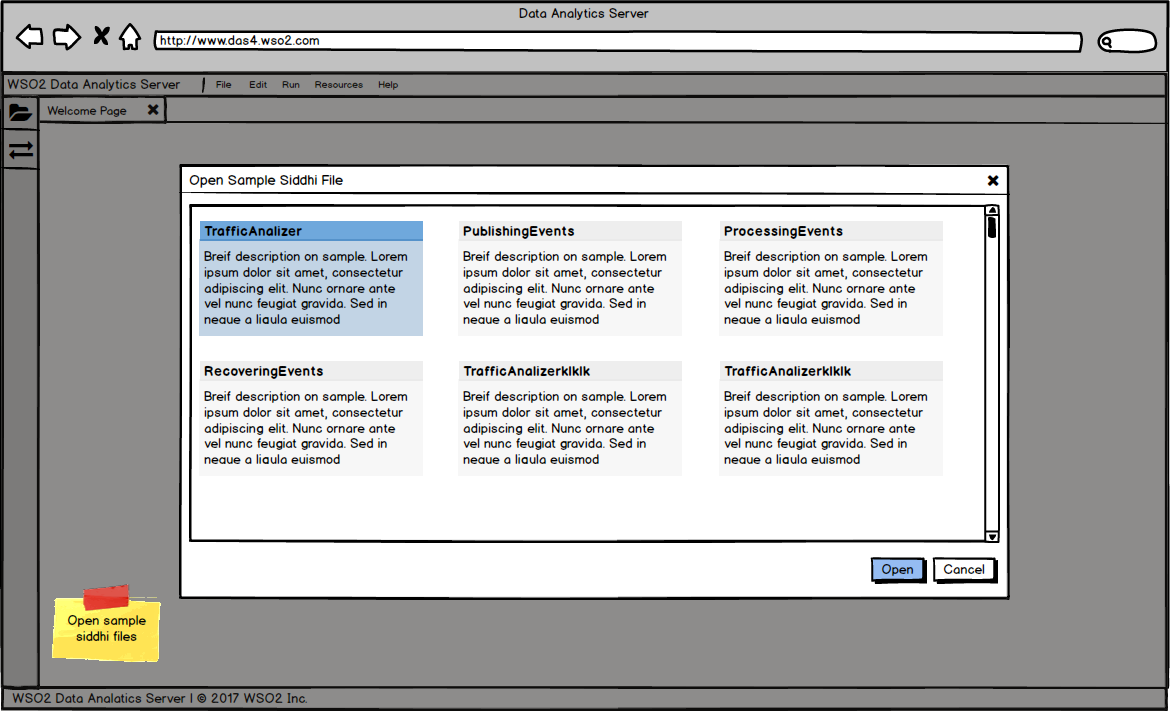 Data Analytics Server
http://www.das4.wso2.com
WSO2 Data Analytics Server File Edit Run Resources Help
Welcome Page
Open Sample Siddhi File
TrafficAnalizer
Breif description on sample. Lorem
ipsum dolor sit amet, consectetur
adipiscing elit. Nunc ornare ante
vel nunc feugiat gravida. Sed in
neque a ligula euismod
PublishingEvents
Breif description on sample. Lorem
ipsum dolor sit amet, consectetur
adipiscing elit. Nunc ornare ante
vel nunc feugiat gravida. Sed in
neque a ligula euismod
ProcessingEvents
Breif description on sample. Lorem
ipsum dolor sit amet, consectetur
adipiscing elit. Nunc ornare ante
vel nunc feugiat gravida. Sed in
neque a ligula euismod
RecoveringEvents
Breif description on sample. Lorem
ipsum dolor sit amet, consectetur
adipiscing elit. Nunc ornare ante
vel nunc feugiat gravida. Sed in
neque a ligula euismod
TrafficAnalizerklklk
Breif description on sample. Lorem
ipsum dolor sit amet, consectetur
adipiscing elit. Nunc ornare ante
vel nunc feugiat gravida. Sed in
neque a ligula euismod
TrafficAnalizerklklk
Breif description on sample. Lorem
ipsum dolor sit amet, consectetur
adipiscing elit. Nunc ornare ante
vel nunc feugiat gravida. Sed in
neque a ligula euismod
Open Cancel
Open sample
siddhi files
WSO2 Data Analatics Server | © 2017 WSO2 Inc.